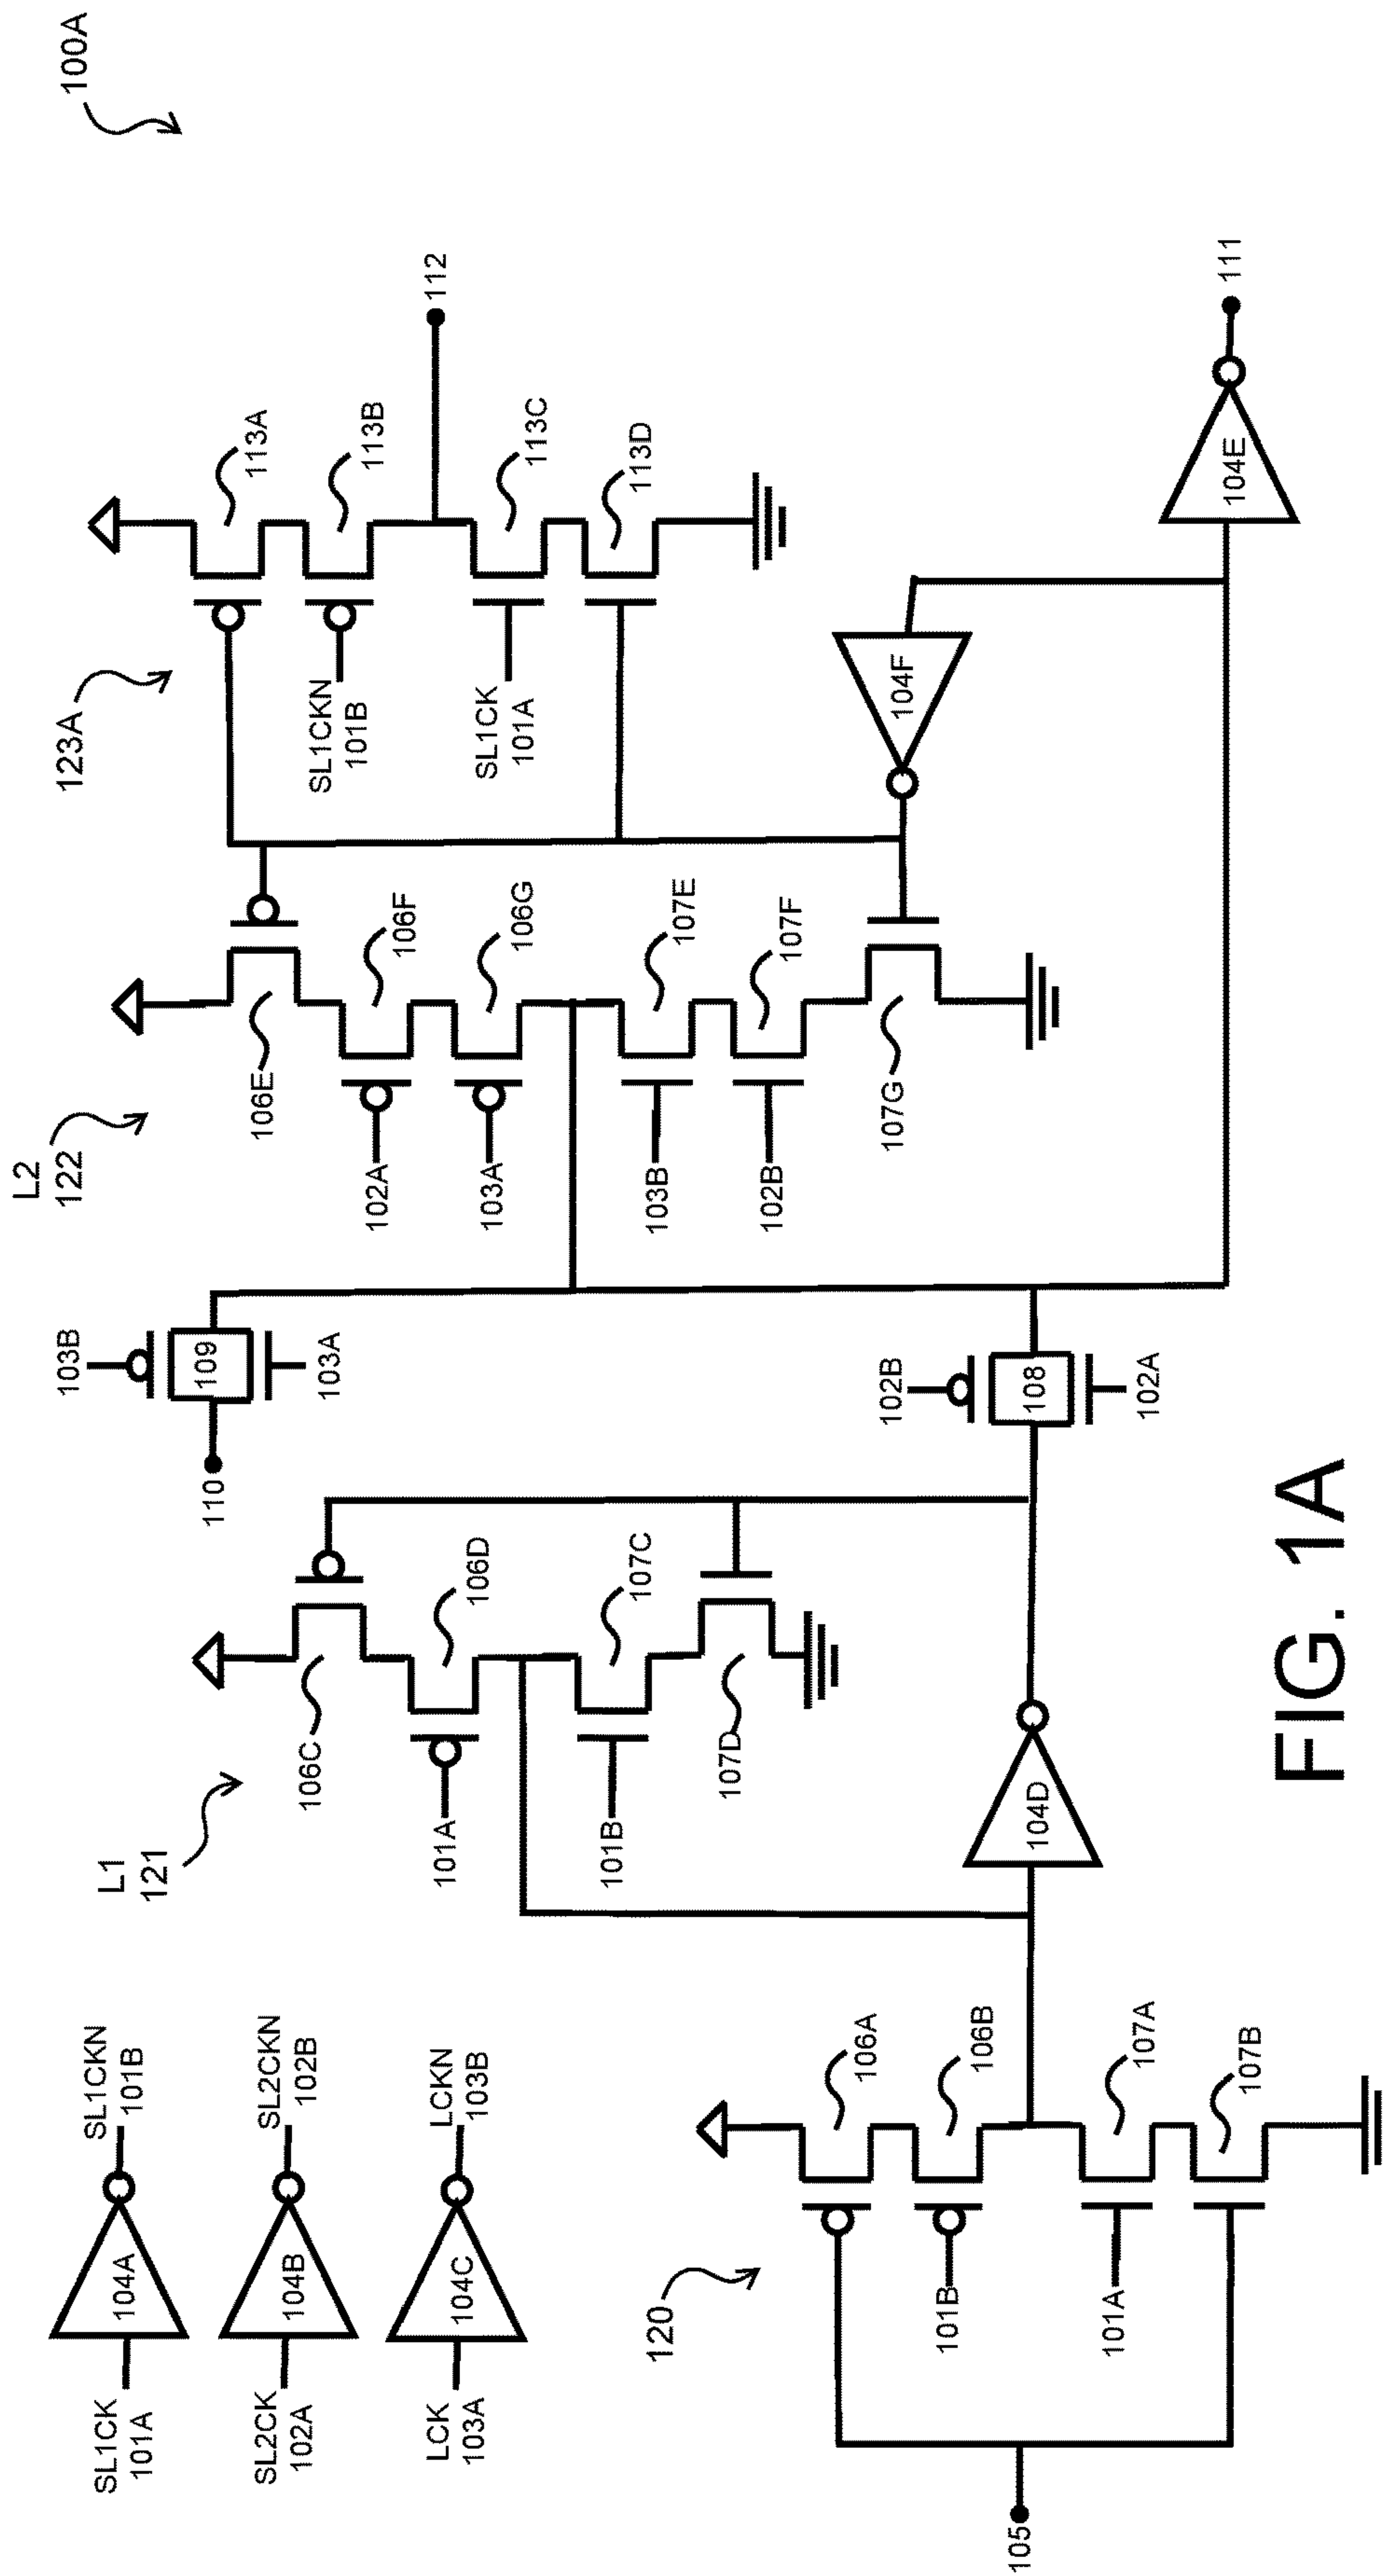 100A
SL1CK
101A
104A
SL1CKN
101B
SL2CK
102A
104B
SL2CKN
102B
LCK
103A
104C
LCKN
103B
120
105
101B
101A
106A
106B
107A
107B
L1
121
101A
101B
106C
106D
107C
107D
104D
110
103B
109
103A
102B
108
102A
L2
122
102A
103A
103B
102B
106E
106F
106G
107E
107F
107G
123A
SL1CKN
101B
SL1CK
101A
113A
113B
113C
113D
112
104F
104E
111
FIG. 1A